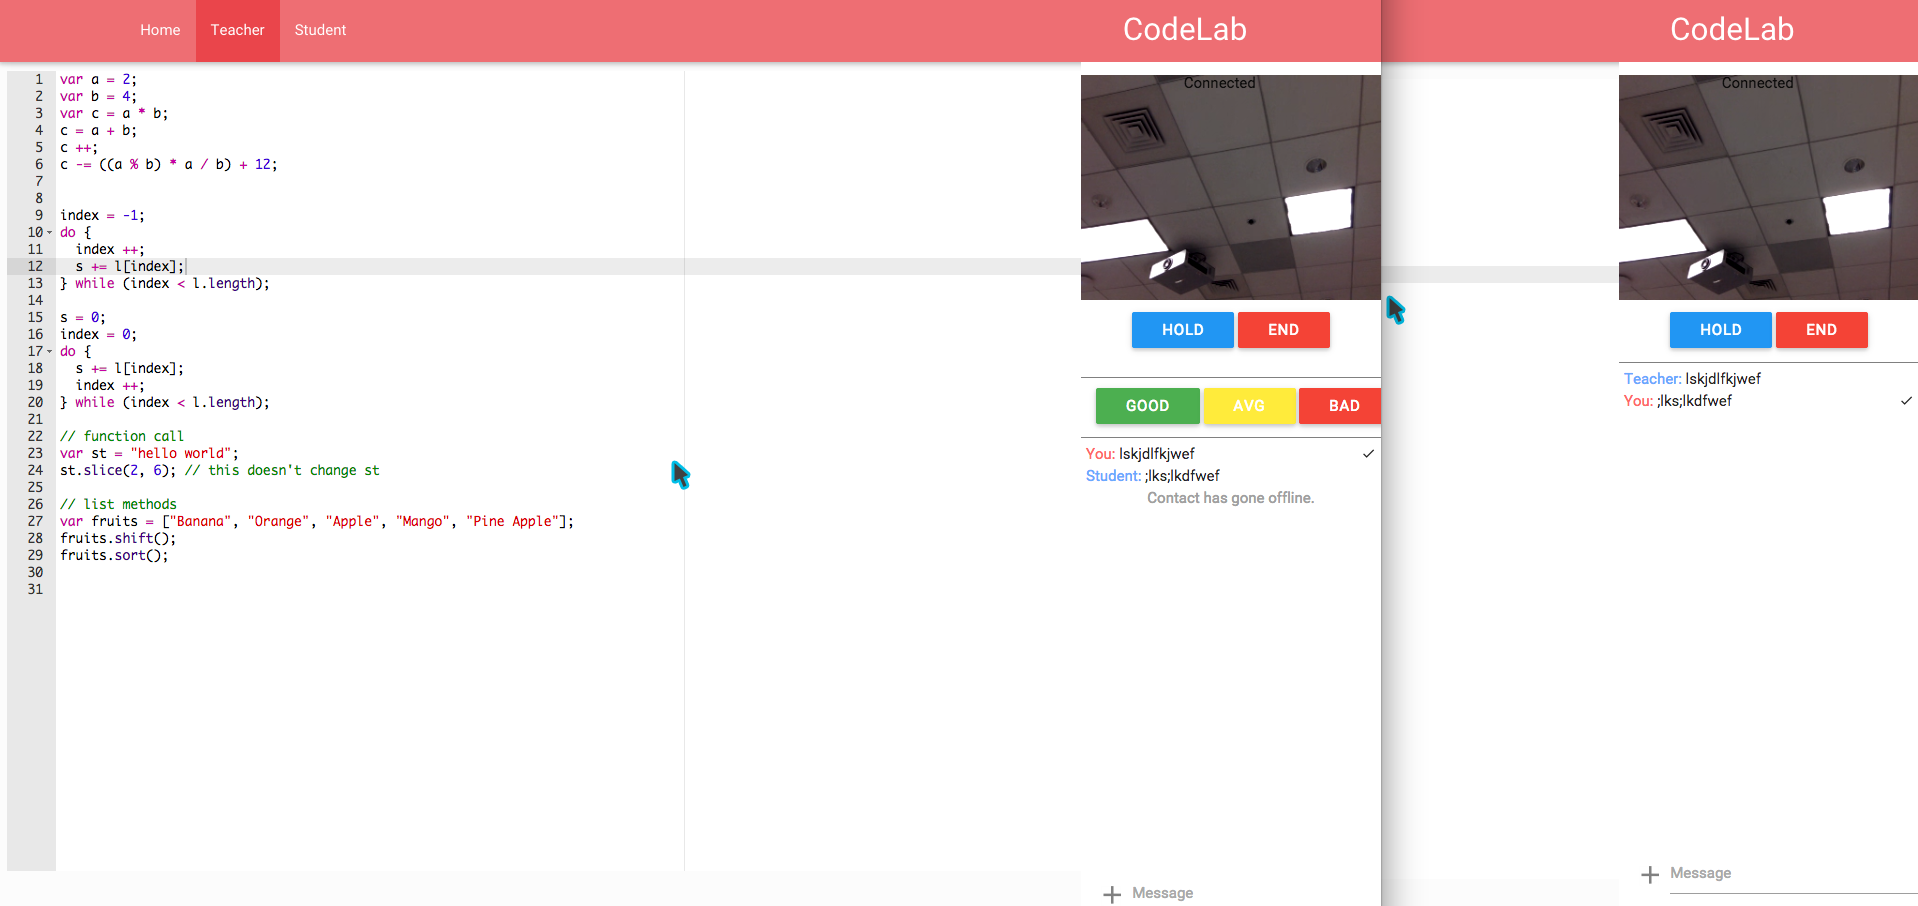 Home Teacher Student CodeLab CodeLab
1 var a = 2;
2 var b = 4;
3 var c = a * b;
4 c = a + b;
5 c ++;
6 c -= ((a % b) * a / b) + 12;
7
8
9 index = -1;
10 do {
11 index ++;
12 s += l[index];
13 } while (index < l.length);
14
15 s = 0;
16 index = 0;
17 do {
18 s += l[index];
19 index ++;
20 } while (index < l.length);
21
22 // function call
23 var st = "hello world";
24 st.slice(2, 6); // this doesn't change st
25
26 // list methods
27 var fruits = ["Banana", "Orange", "Apple", "Mango", "Pine Apple"];
28 fruits.shift();
29 fruits.sort();
30
31
Connected
HOLD END
GOOD AVG BAD
You: lskjdlfkjwef
Student: ;lks;lkdfwef
Contact has gone offline.
Message
Connected
HOLD END
Teacher: lskjdlfkjwef
You: ;lks;lkdfwef
Message